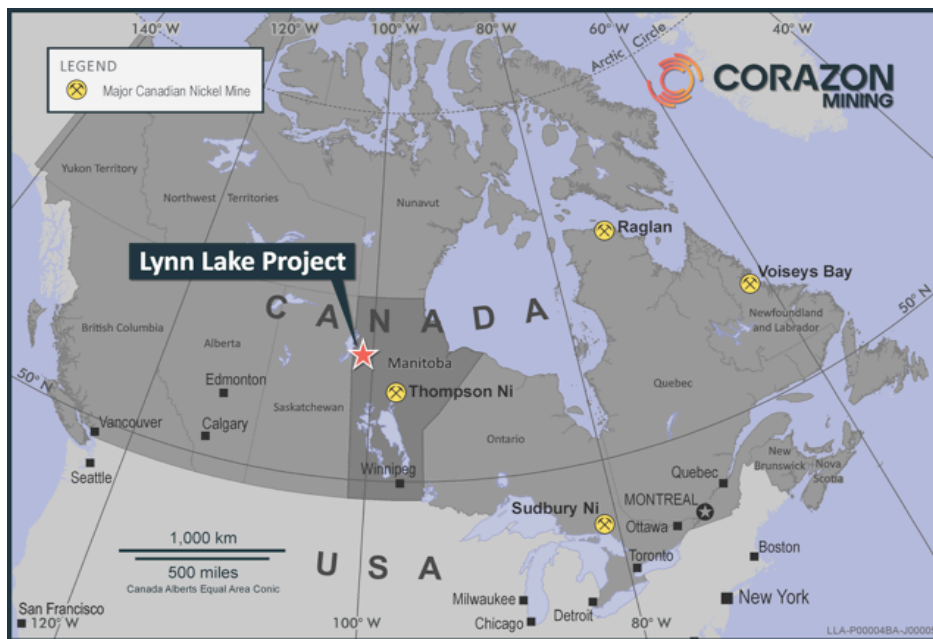 140° W
120° W
100° W
80° W
60° W
40° W
Arctic Circle
LEGEND
Major Canadian Nickel Mine
CORAZON
MINING
Yukon Territory
Northwest Territories
Nunavut
Raglan
Lynn Lake Project
Voiseys Bay
50° N
CANADA
Newfoundland
and Labrador
British Columbia
Alberta
Manitoba
Edmonton
Thompson Ni
Quebec
50° N
Saskatchewan
Vancouver
Calgary
Ontario
New
Brunswick
Nova
Scotia
Seattle
Winnipeg
Quebec
MONTREAL
Sudbury Ni
Ottawa
1,000 km
500 miles
Canada Alberts Equal Area Conic
USA
Toronto
Boston
Milwaukee
Detroit
New York
San Francisco
120° W
100° W
Chicago
80° W